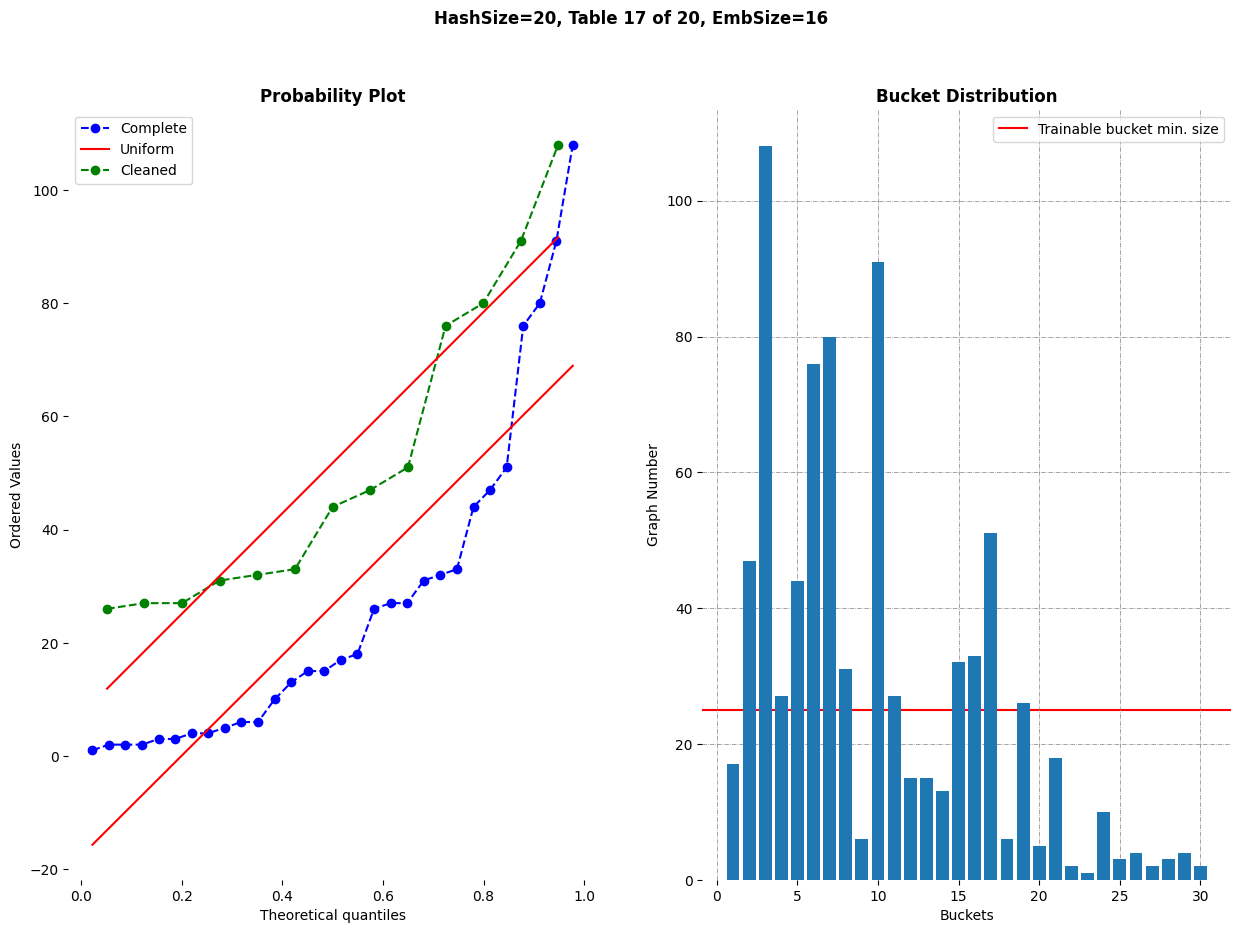 HashSize=20, Table 17 of 20, EmbSize=16
Probability Plot
Complete
Uniform
Cleaned
100
80
60
40
20
0
−20
Ordered Values
0.0 0.2 0.4 0.6 0.8 1.0
Theoretical quantiles
Bucket Distribution
Trainable bucket min. size
100
80
60
40
20
0
Graph Number
0 5 10 15 20 25 30
Buckets